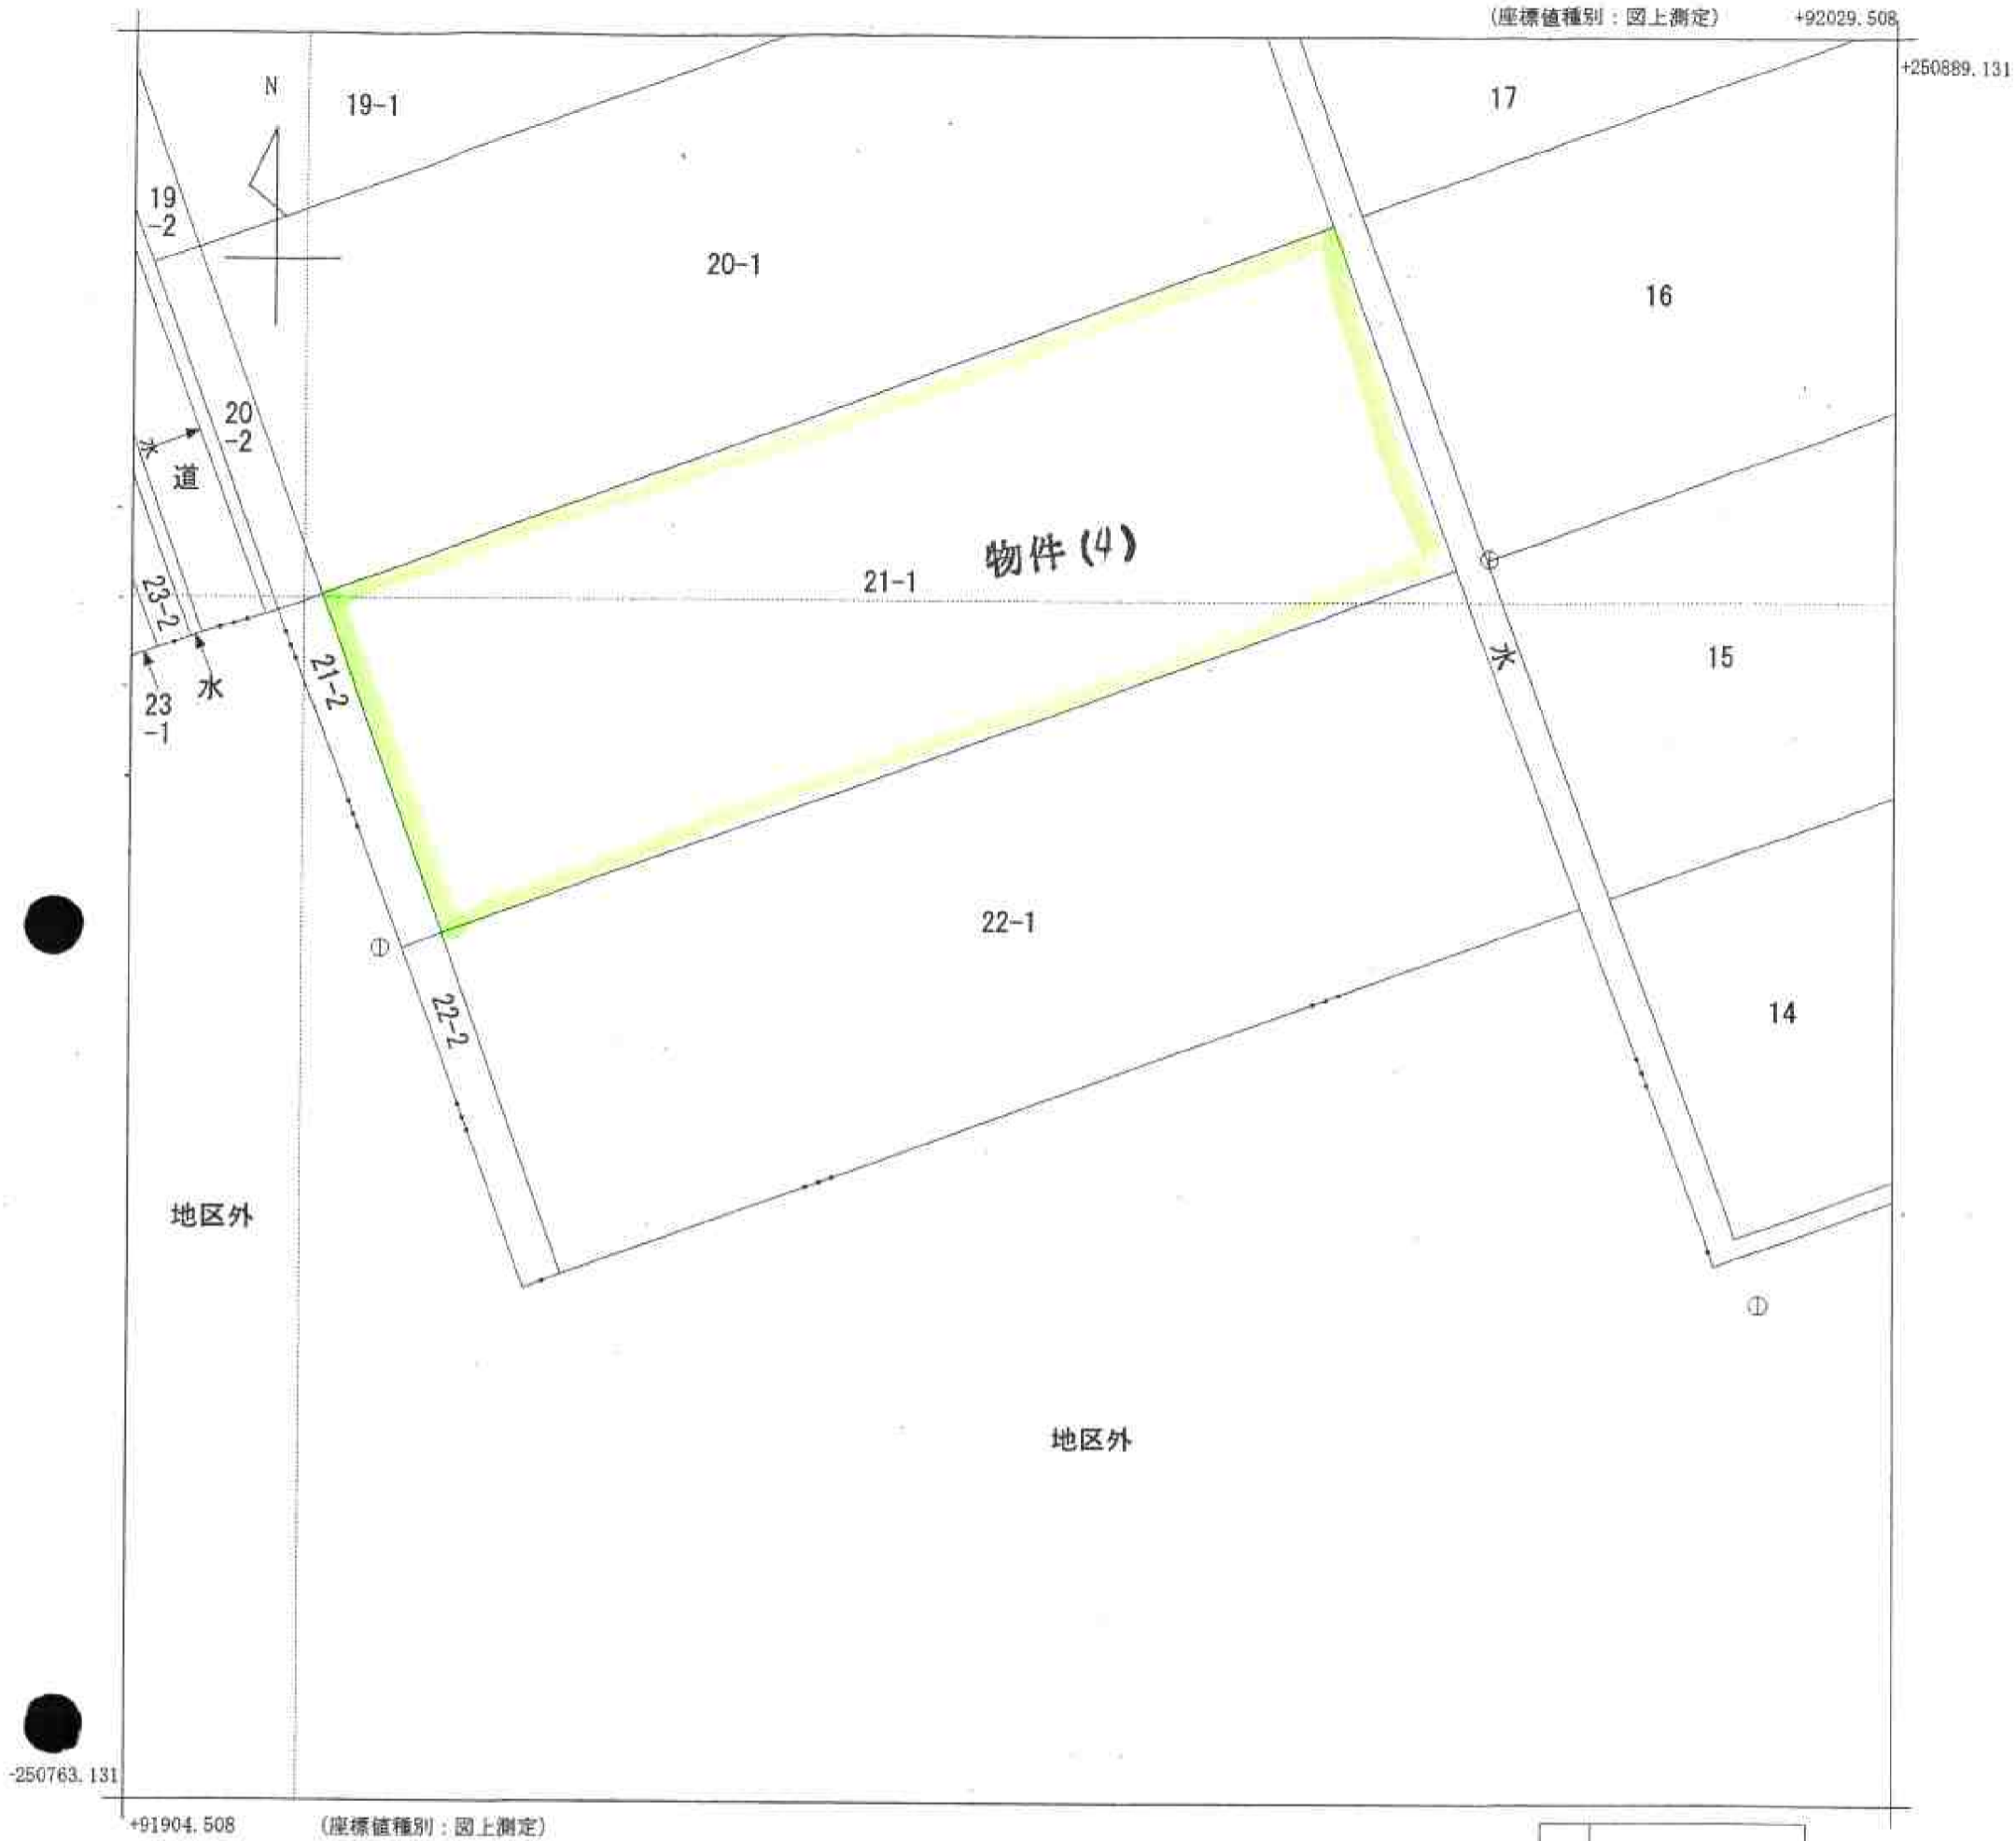 (座標値種別：図上測定)
+92029.508
+250889.131
N
19-1
17
19
-2
20-1
16
20
-2
水
道
物件(4)
21-1
23-2
21-2
水
水
15
23
-1
22-1
22-2
14
地区外
地区外
-250763.131
+91904.508
(座標値種別：図上測定)